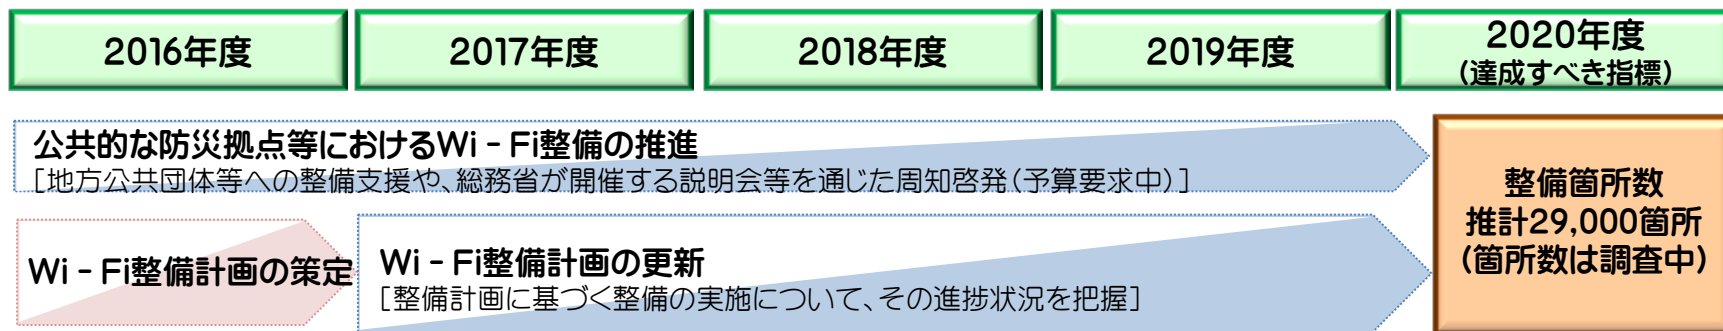 2016年度
2017年度
2018年度
2019年度
2020年度
(達成すべき指標)
公共的な防災拠点等におけるWi‐Fi整備の推進
[地方公共団体等への整備支援や、総務省が開催する説明会等を通じた周知啓発(予算要求中)]
Wi‐Fi整備計画の策定
Wi‐Fi整備計画の更新
[整備計画に基づく整備の実施について、その進捗状況を把握]
整備箇所数
推計29,000箇所
(箇所数は調査中)